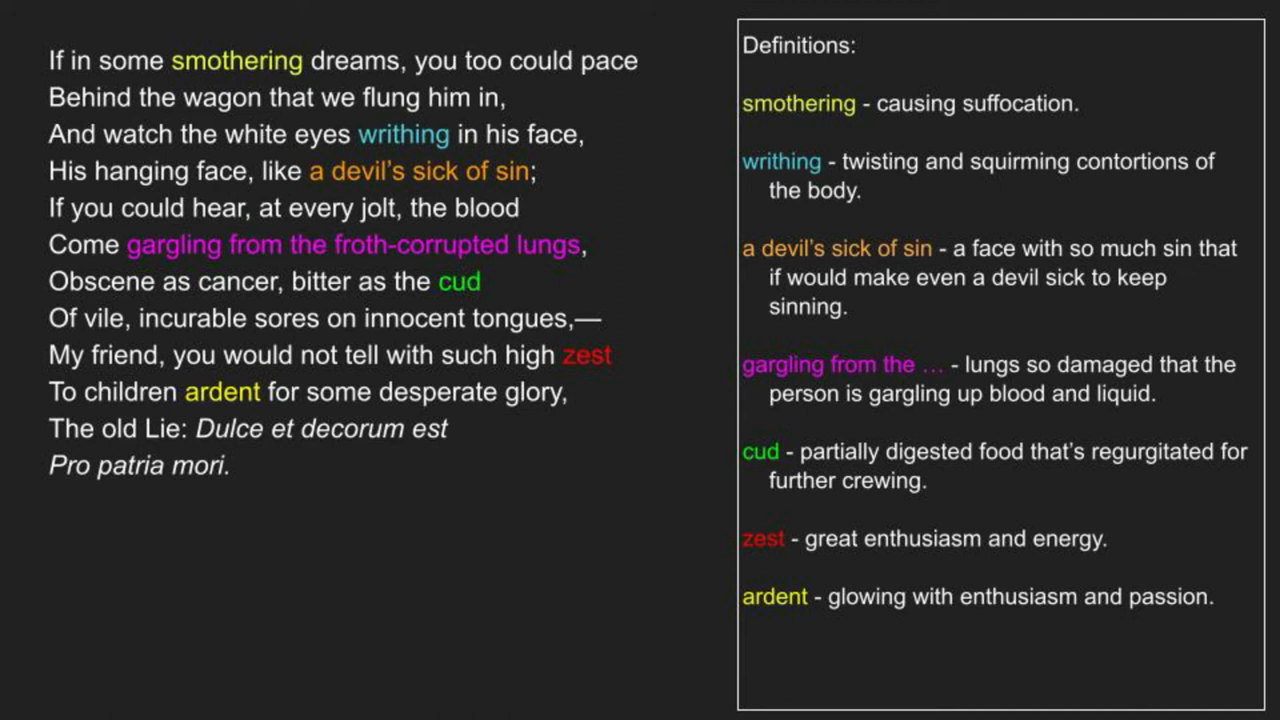 If in some smothering dreams, you too could pace
Behind the wagon that we flung him in,
And watch the white eyes writhing in his face,
His hanging face, like a devil’s sick of sin;
If you could hear, at every jolt, the blood
Come gargling from the froth-corrupted lungs,
Obscene as cancer, bitter as the cud
Of vile, incurable sores on innocent tongues,—
My friend, you would not tell with such high zest
To children ardent for some desperate glory,
The old Lie: Dulce et decorum est
Pro patria mori.
Definitions:
smothering - causing suffocation.
writhing - twisting and squirming contortions of
the body.
a devil’s sick of sin - a face with so much sin that
if would make even a devil sick to keep
sinning.
gargling from the … - lungs so damaged that the
person is gargling up blood and liquid.
cud - partially digested food that’s regurgitated for
further crewing.
zest - great enthusiasm and energy.
ardent - glowing with enthusiasm and passion.